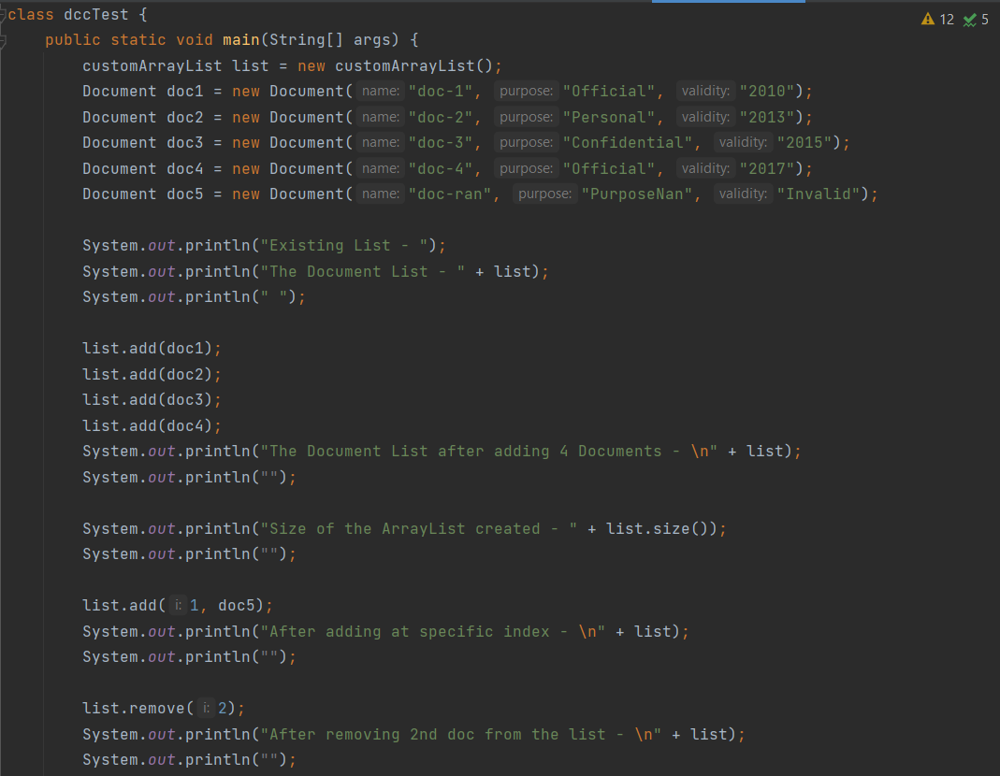 class dccTest {
12 5
public static void main(String[] args) {
customArrayList list = new customArrayList();
Document doc1 = new Document( name: "doc-1", purpose: "Official", validity: "2010");
Document doc2 = new Document( name: "doc-2", purpose: "Personal", validity: "2013");
Document doc3 = new Document( name: "doc-3", purpose: "Confidential", validity: "2015");
Document doc4 = new Document( name: "doc-4", purpose: "Official", validity: "2017");
Document doc5 = new Document( name: "doc-ran", purpose: "PurposeNan", validity: "Invalid");
System.out.println("Existing List - ");
System.out.println("The Document List - " + list);
System.out.println(" ");
list.add(doc1);
list.add(doc2);
list.add(doc3);
list.add(doc4);
System.out.println("The Document List after adding 4 Documents - \n" + list);
System.out.println("");
System.out.println("Size of the ArrayList created - " + list.size());
System.out.println("");
list.add( i: 1, doc5);
System.out.println("After adding at specific index - \n" + list);
System.out.println("");
list.remove( i: 2);
System.out.println("After removing 2nd doc from the list - \n" + list);
System.out.println("");